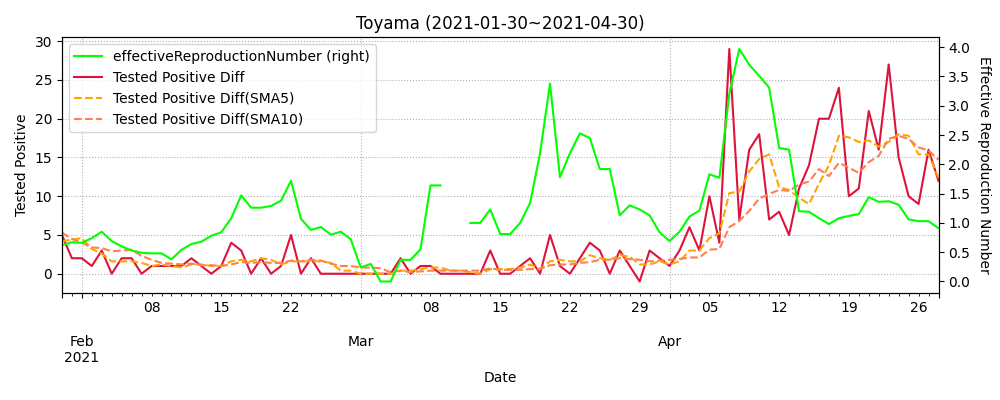 Toyama (2021-01-30~2021-04-30)
effectiveReproductionNumber (right)
Tested Positive Diff
Tested Positive Diff(SMA5)
Tested Positive Diff(SMA10)
Tested Positive
30
25
20
15
10
5
0
4.0
3.5
3.0
2.5
2.0
1.5
1.0
0.5
0.0
Effective Reproduction Number
08 15 22 08 15 22 29 05 12 19 26
Feb Mar Apr
2021
Date